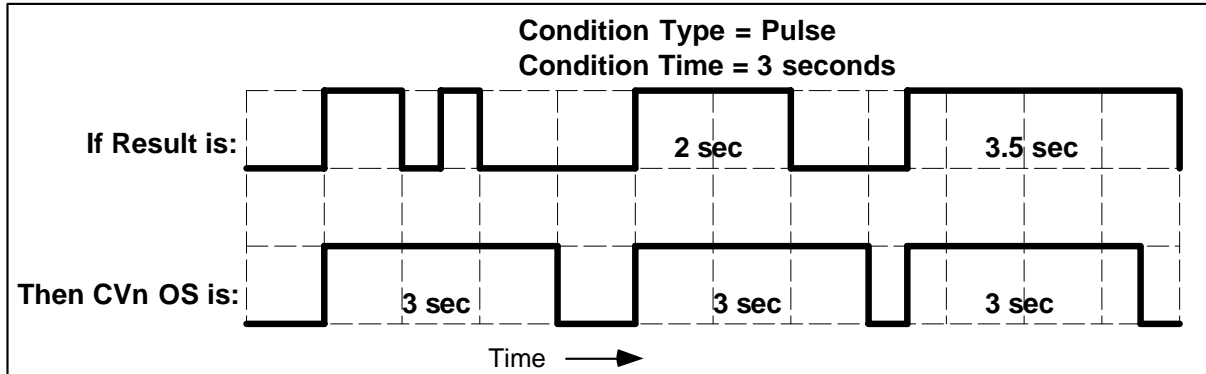 Condition Type = Pulse
Condition Time = 3 seconds
If Result is:
2 sec
3.5 sec
Then CVn OS is:
3 sec
3 sec
3 sec
Time